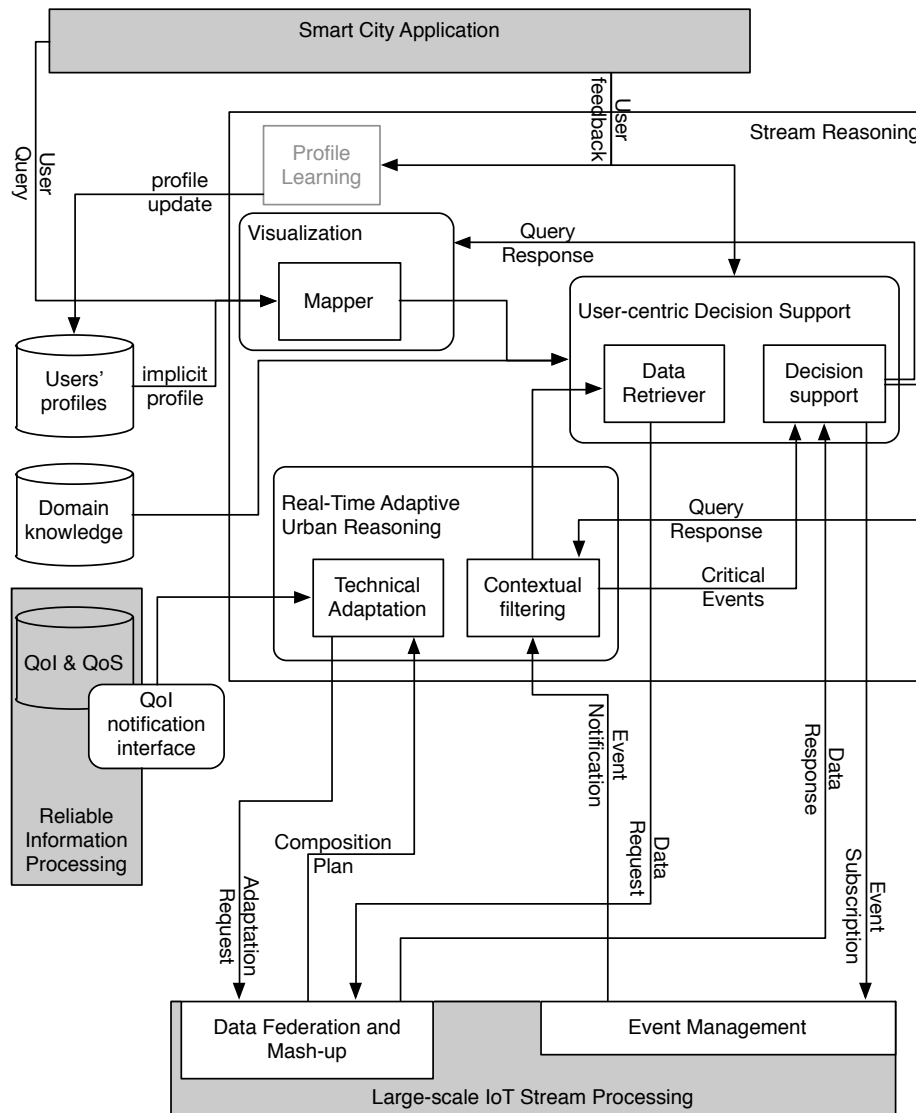 Smart City Application
User
feedback
User
Query
Stream Reasoning
Profile
Learning
profile
update
Visualization
Query
Response
Mapper
User-centric Decision Support
Users'
profiles
implicit
profile
Data
Retriever
Decision
support
Domain
knowledge
Real-Time Adaptive
Urban Reasoning
Query
Response
Technical
Adaptation
Contextual
filtering
Critical
Events
QoI & QoS
QoI
notification
interface
Event
Notification
Data
Response
Reliable
Information
Processing
Composition
Plan
Data
Request
Adaptation
Request
Event
Subscription
Data Federation and
Mash-up
Event Management
Large-scale IoT Stream Processing